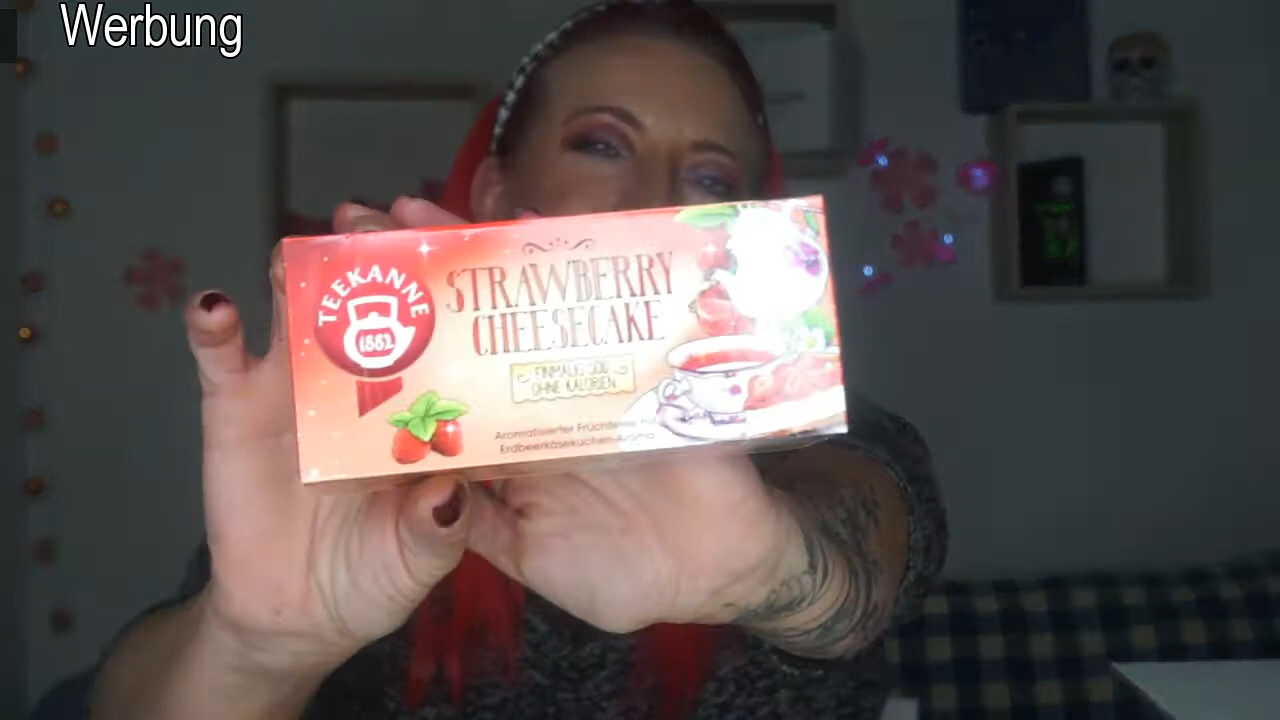 Werbung
TEEKANNE
1882
STRAWBERRY
CHEESECAKE
EINMALIG SÜß
OHNE KALORIEN
Aromatisierter Früchtetee mit
Erdbeerkäsekuchen-Aroma